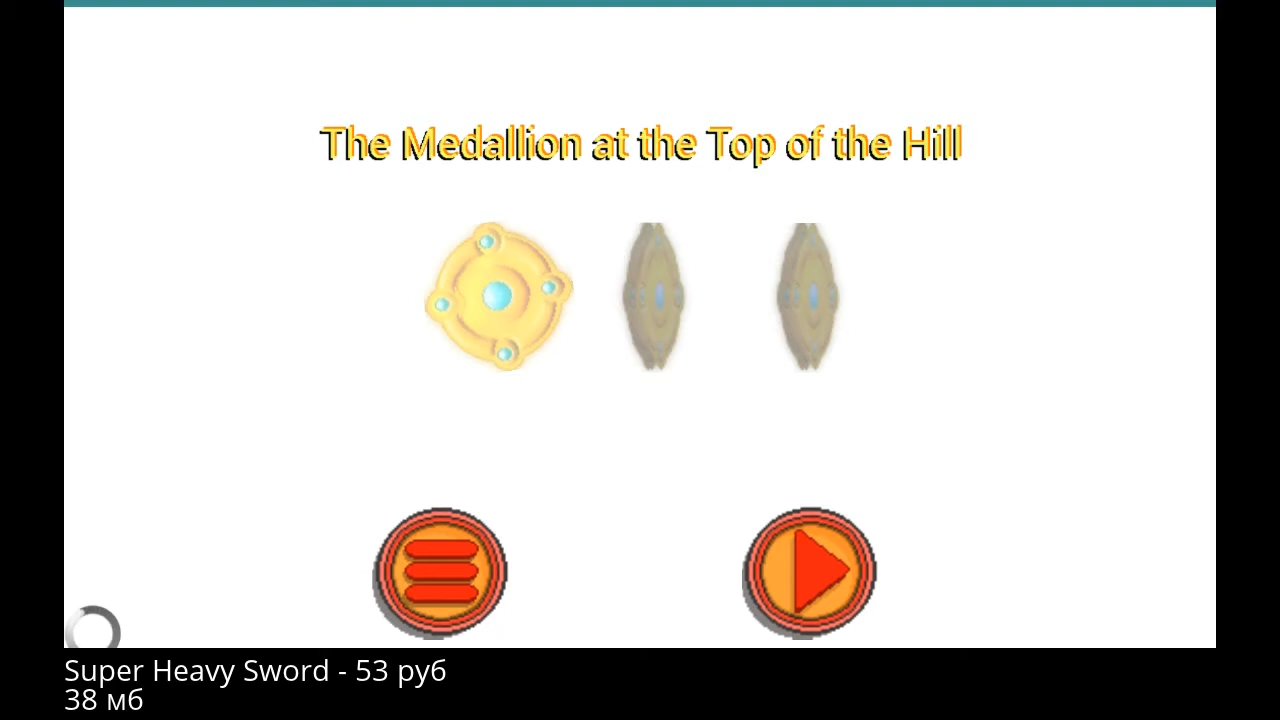 The Medallion at the Top of the Hill
Super Heavy Sword - 53 руб
38 мб